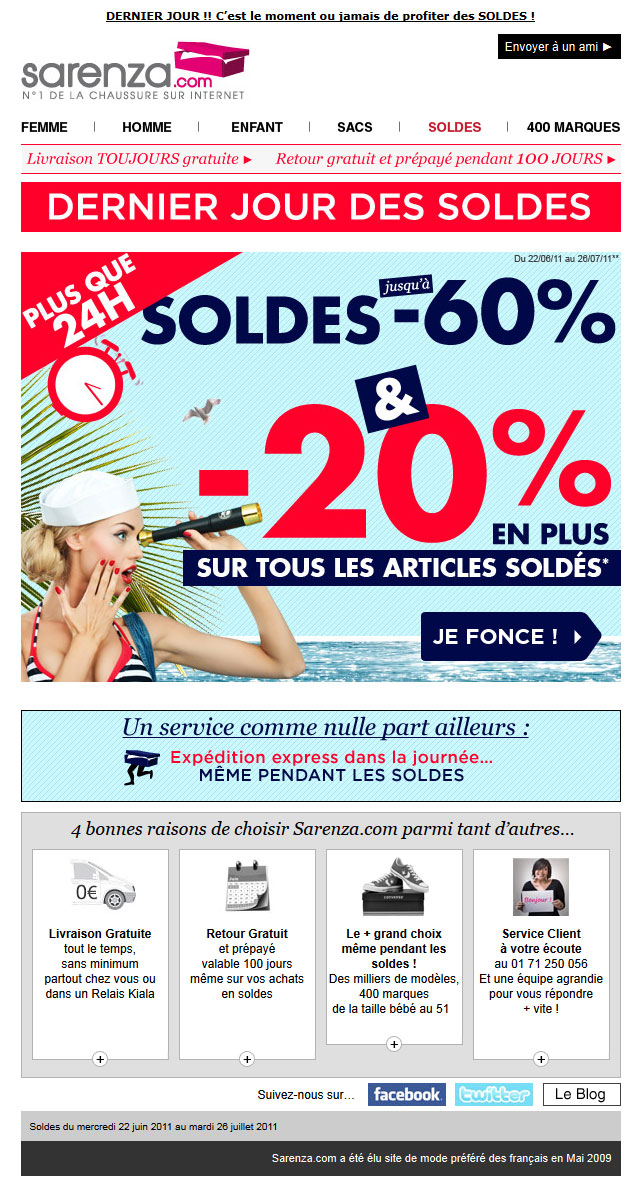 DERNIER JOUR !! C'est le moment ou jamais de profiter des SOLDES !
sarenza.com
N°1 DE LA CHAUSSURE SUR INTERNET
Envoyer à un ami ►
FEMME | HOMME | ENFANT | SACS | SOLDES | 400 MARQUES
Livraison TOUJOURS gratuite ► Retour gratuit et prépayé pendant 100 JOURS ►
DERNIER JOUR DES SOLDES
Du 22/06/11 au 26/07/11**
PLUS QUE
24H
SOLDES jusqu'à -60%
&
-20%
EN PLUS
SUR TOUS LES ARTICLES SOLDÉS*
JE FONCE !
Un service comme nulle part ailleurs :
Expédition express dans la journée...
MÊME PENDANT LES SOLDES
4 bonnes raisons de choisir Sarenza.com parmi tant d'autres...
0€
Livraison Gratuite
tout le temps,
sans minimum
partout chez vous ou
dans un Relais Kiala
+
Retour Gratuit
et prépayé
valable 100 jours
même sur vos achats
en soldes
+
CONVERSE
Le + grand choix
même pendant les
soldes !
Des milliers de modèles,
400 marques
de la taille bébé au 51
+
Bonjour !
Service Client
à votre écoute
au 01 71 250 056
Et une équipe agrandie
pour vous répondre
+ vite !
+
Suivez-nous sur... facebook twitter Le Blog
Soldes du mercredi 22 juin 2011 au mardi 26 juillet 2011
Sarenza.com a été élu site de mode préféré des français en Mai 2009